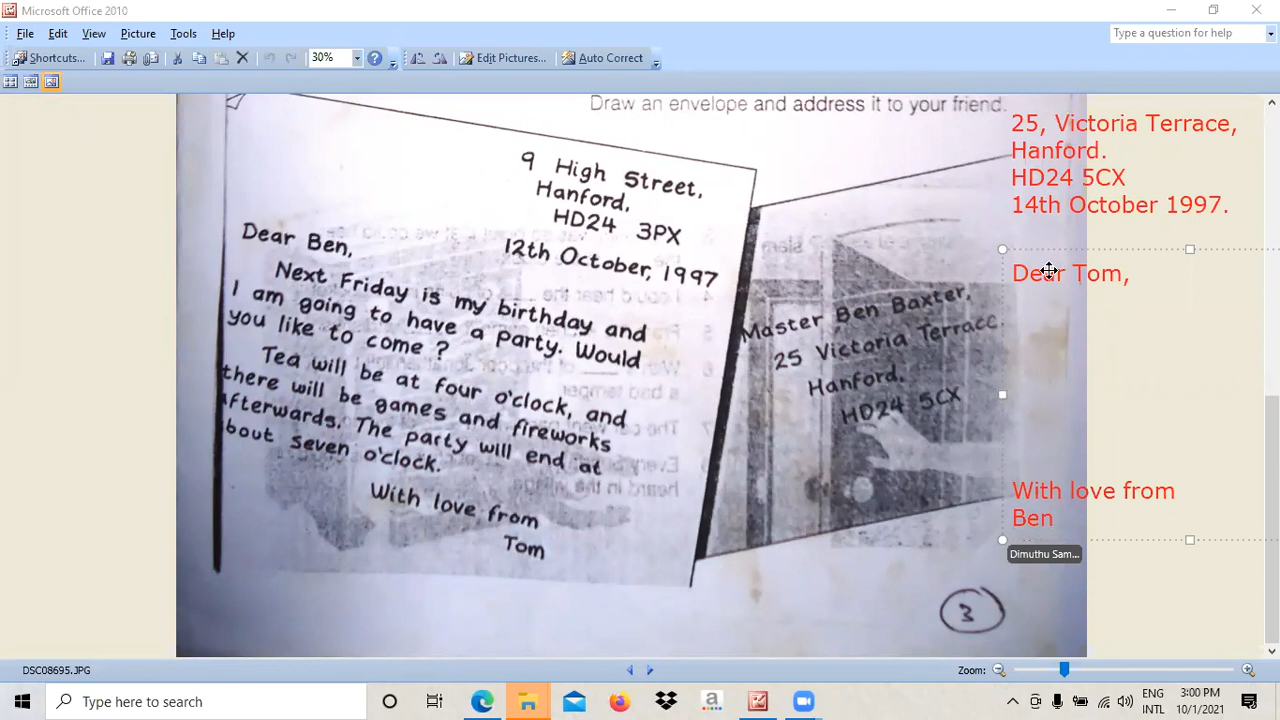 Microsoft Office 2010
File Edit View Picture Tools Help
Type a question for help
Shortcuts...
30%
Edit Pictures...
Auto Correct
Draw an envelope and address it to your friend.
9 High Street,
Hanford,
HD24 3PX
12th October, 1997
Dear Ben,
Next Friday is my birthday and
I am going to have a party. Would
you like to come ?
Tea will be at four o'clock, and
there will be games and fireworks
afterwards. The party will end at
about seven o'clock.
With love from
Tom
Master Ben Baxter,
25 Victoria Terrace
Hanford.
HD24 5CX
3
25, Victoria Terrace,
Hanford.
HD24 5CX
14th October 1997.
Dear Tom,
With love from
Ben
Dimuthu Sam...
DSC08695.JPG
Zoom:
Type here to search
ENG
INTL
3:00 PM
10/1/2021